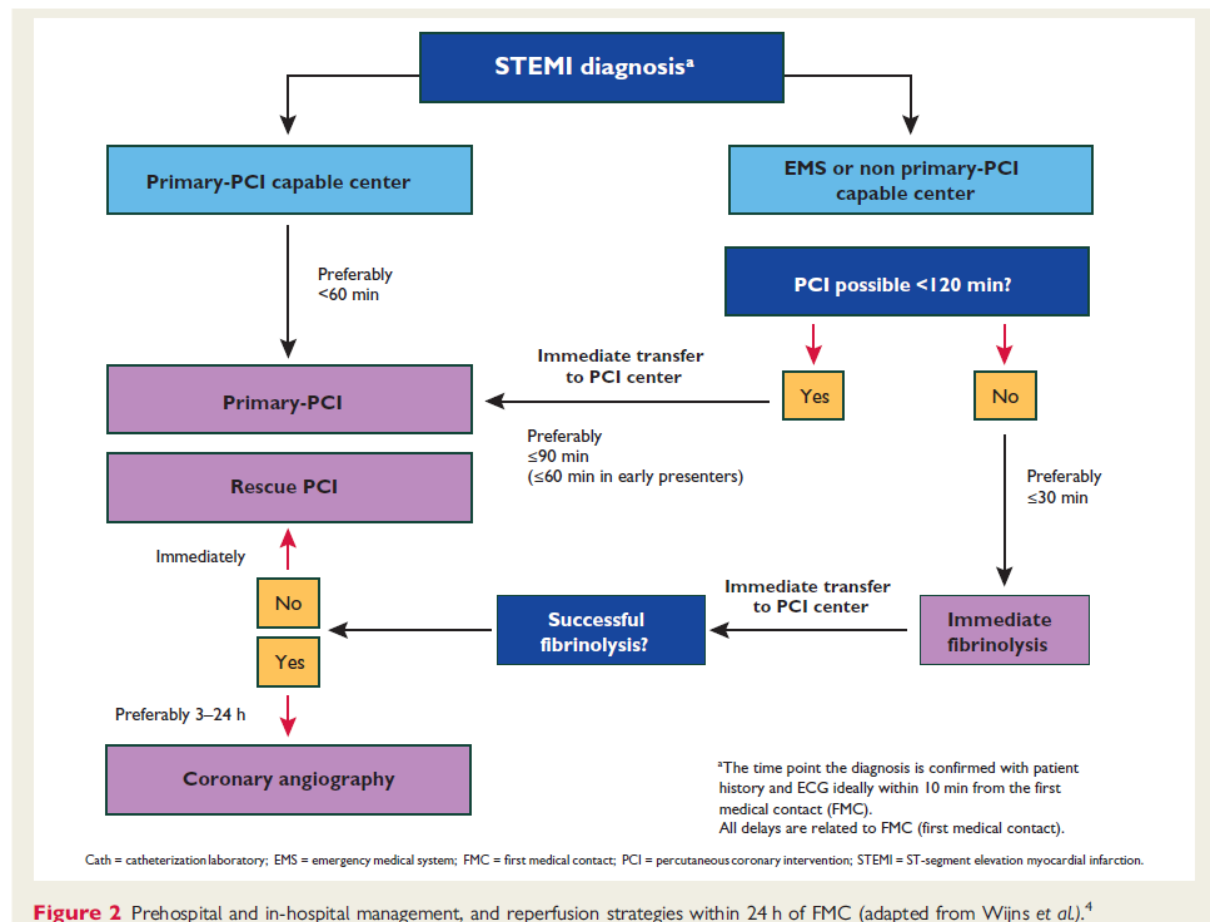 STEMI diagnosisᵃ
Primary-PCI capable center
EMS or non primary-PCI
capable center
Preferably
<60 min
PCI possible <120 min?
Immediate transfer
to PCI center
Yes
No
Primary-PCI
Preferably
≤90 min
(≤60 min in early presenters)
Preferably
≤30 min
Rescue PCI
Immediately
No
Yes
Immediate transfer
to PCI center
Successful
fibrinolysis?
Immediate
fibrinolysis
Preferably 3–24 h
Coronary angiography
ᵃThe time point the diagnosis is confirmed with patient
history and ECG ideally within 10 min from the first
medical contact (FMC).
All delays are related to FMC (first medical contact).
Cath = catheterization laboratory; EMS = emergency medical system; FMC = first medical contact; PCI = percutaneous coronary intervention; STEMI = ST-segment elevation myocardial infarction.
Figure 2 Prehospital and in-hospital management, and reperfusion strategies within 24 h of FMC (adapted from Wijns et al).⁴